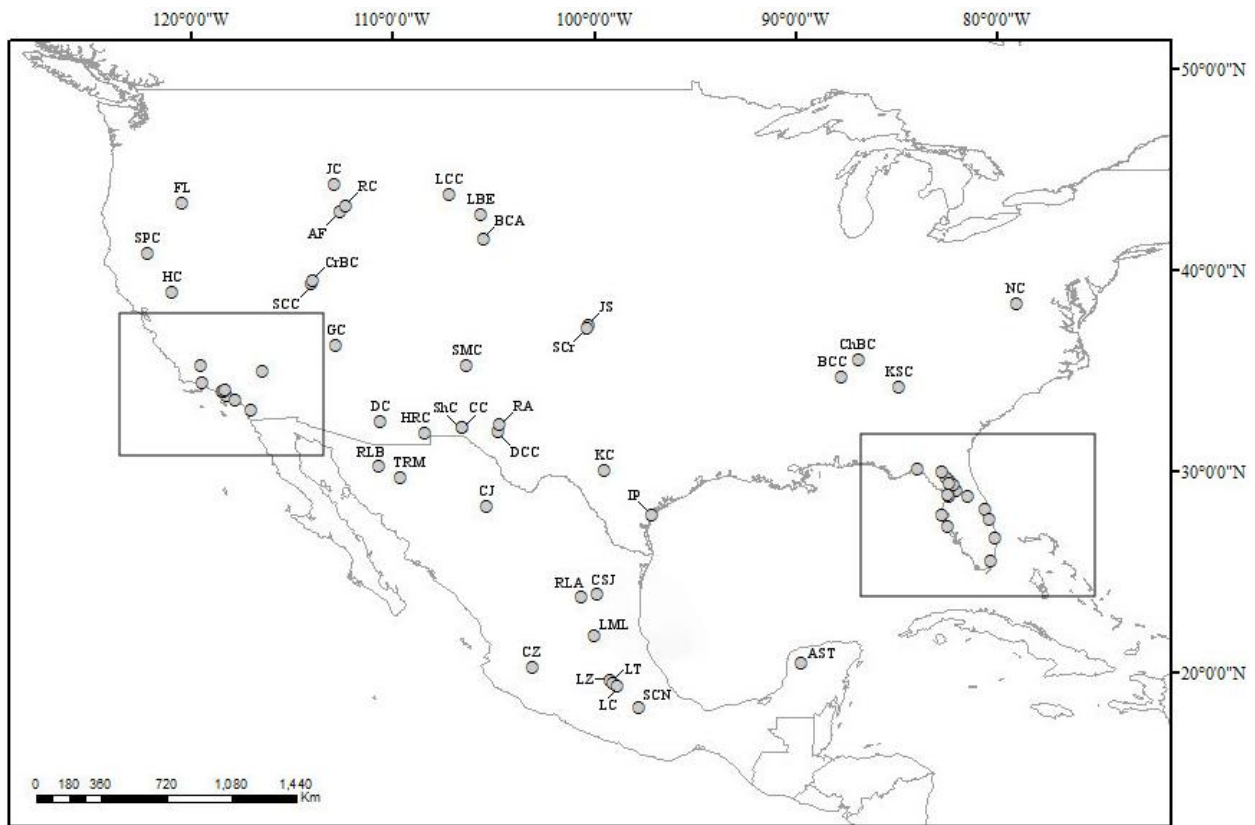 120°0'0"W 110°0'0"W 100°0'0"W 90°0'0"W 80°0'0"W
50°0'0"N
JC
RC
LCC
FL
LBE
AF
BCA
SPC
CrBC
40°0'0"N
HC
SCC
NC
JS
GC
SMC
SCr
ChBC
BCC
KSC
DC
HRC
ShC
CC
RA
DCC
RLB
TRM
KC
30°0'0"N
CJ
IP
RLA
CSJ
LML
CZ
LZ
LT
AST
20°0'0"N
LC
SCN
0 180 360 720 1,080 1,440
Km